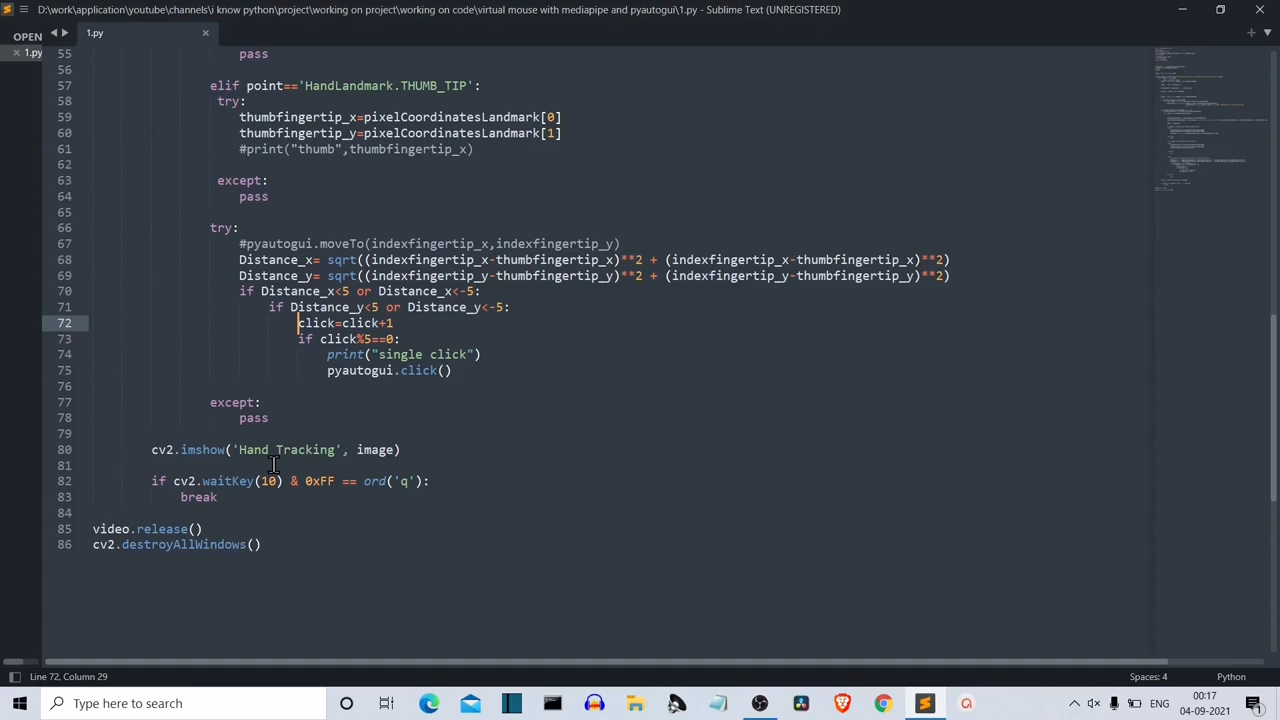 D:\work\application\youtube\channels\i know python\project\working on project\working on code\virtual mouse with mediapipe and pyautogui\1.py - Sublime Text (UNREGISTERED)
OPEN
1.py
1.py
55 pass
56
57 elif point=='HandLandmark.THUMB_TIP':
58 try:
59 thumbfingertip_x=pixelCoordinatesLandmark[0]
60 thumbfingertip_y=pixelCoordinatesLandmark[1]
61 #print("thumb",thumbfingertip_x)
62
63 except:
64 pass
65
66 try:
67 #pyautogui.moveTo(indexfingertip_x,indexfingertip_y)
68 Distance_x= sqrt((indexfingertip_x-thumbfingertip_x)**2 + (indexfingertip_x-thumbfingertip_x)**2)
69 Distance_y= sqrt((indexfingertip_y-thumbfingertip_y)**2 + (indexfingertip_y-thumbfingertip_y)**2)
70 if Distance_x<5 or Distance_x<-5:
71 if Distance_y<5 or Distance_y<-5:
72 click=click+1
73 if click%5==0:
74 print("single click")
75 pyautogui.click()
76
77 except:
78 pass
79
80 cv2.imshow('Hand Tracking', image)
81
82 if cv2.waitKey(10) & 0xFF == ord('q'):
83 break
84
85 video.release()
86 cv2.destroyAllWindows()
Line 72, Column 29
Spaces: 4
Python
Type here to search
ENG
00:17
04-09-2021
1